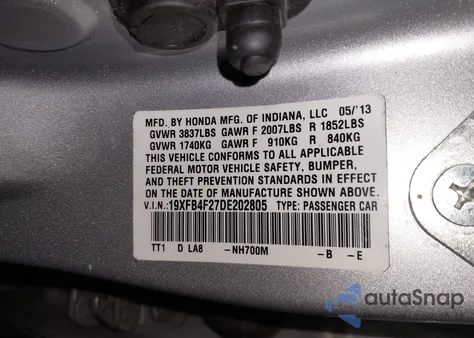 MFD. BY HONDA MFG. OF INDIANA, LLC 05/'13
GVWR 3837LBS GAWR F 2007LBS R 1852LBS
GVWR 1740KG GAWR F 910KG R 840KG
THIS VEHICLE CONFORMS TO ALL APPLICABLE
FEDERAL MOTOR VEHICLE SAFETY, BUMPER,
AND THEFT PREVENTION STANDARDS IN EFFECT
ON THE DATE OF MANUFACTURE SHOWN ABOVE.
V.I.N.:19XFB4F27DE202805 TYPE: PASSENGER CAR
TT1 D LA8 -NH700M -B -E
autoSnap